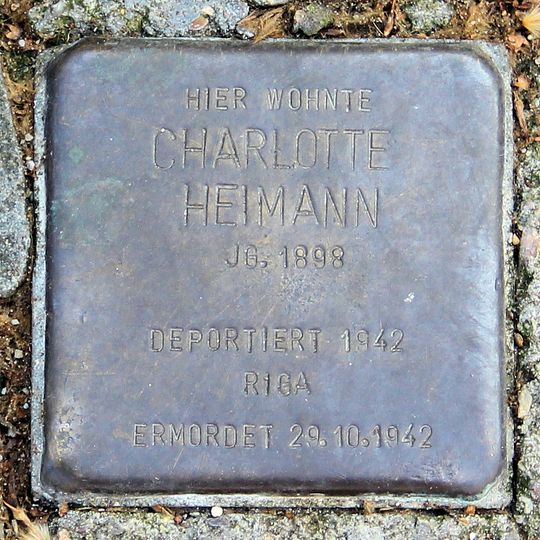 HIER WOHNTE
CHARLOTTE
HEIMANN
JG. 1898
DEPORTIERT 1942
RIGA
ERMORDET 29.10.1942